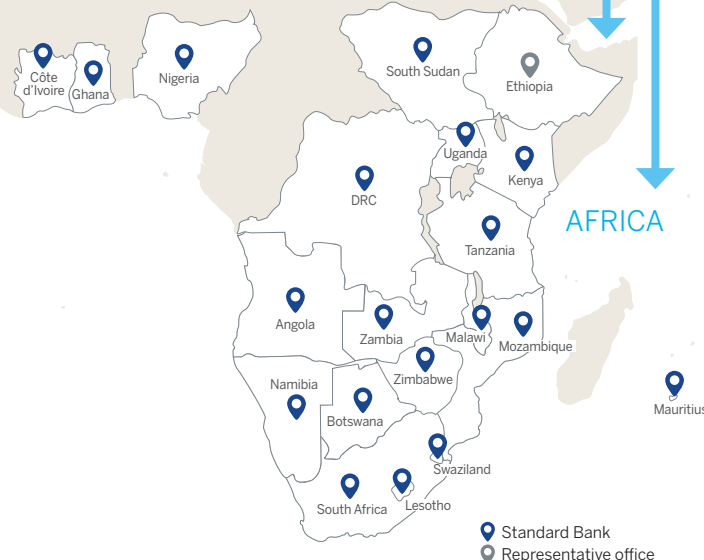 Côte
d'Ivoire
Ghana
Nigeria
South Sudan
Ethiopia
Uganda
Kenya
DRC
AFRICA
Tanzania
Angola
Zambia
Malawi
Mozambique
Namibia
Zimbabwe
Botswana
Mauritius
Swaziland
South Africa
Lesotho
Standard Bank
Representative office